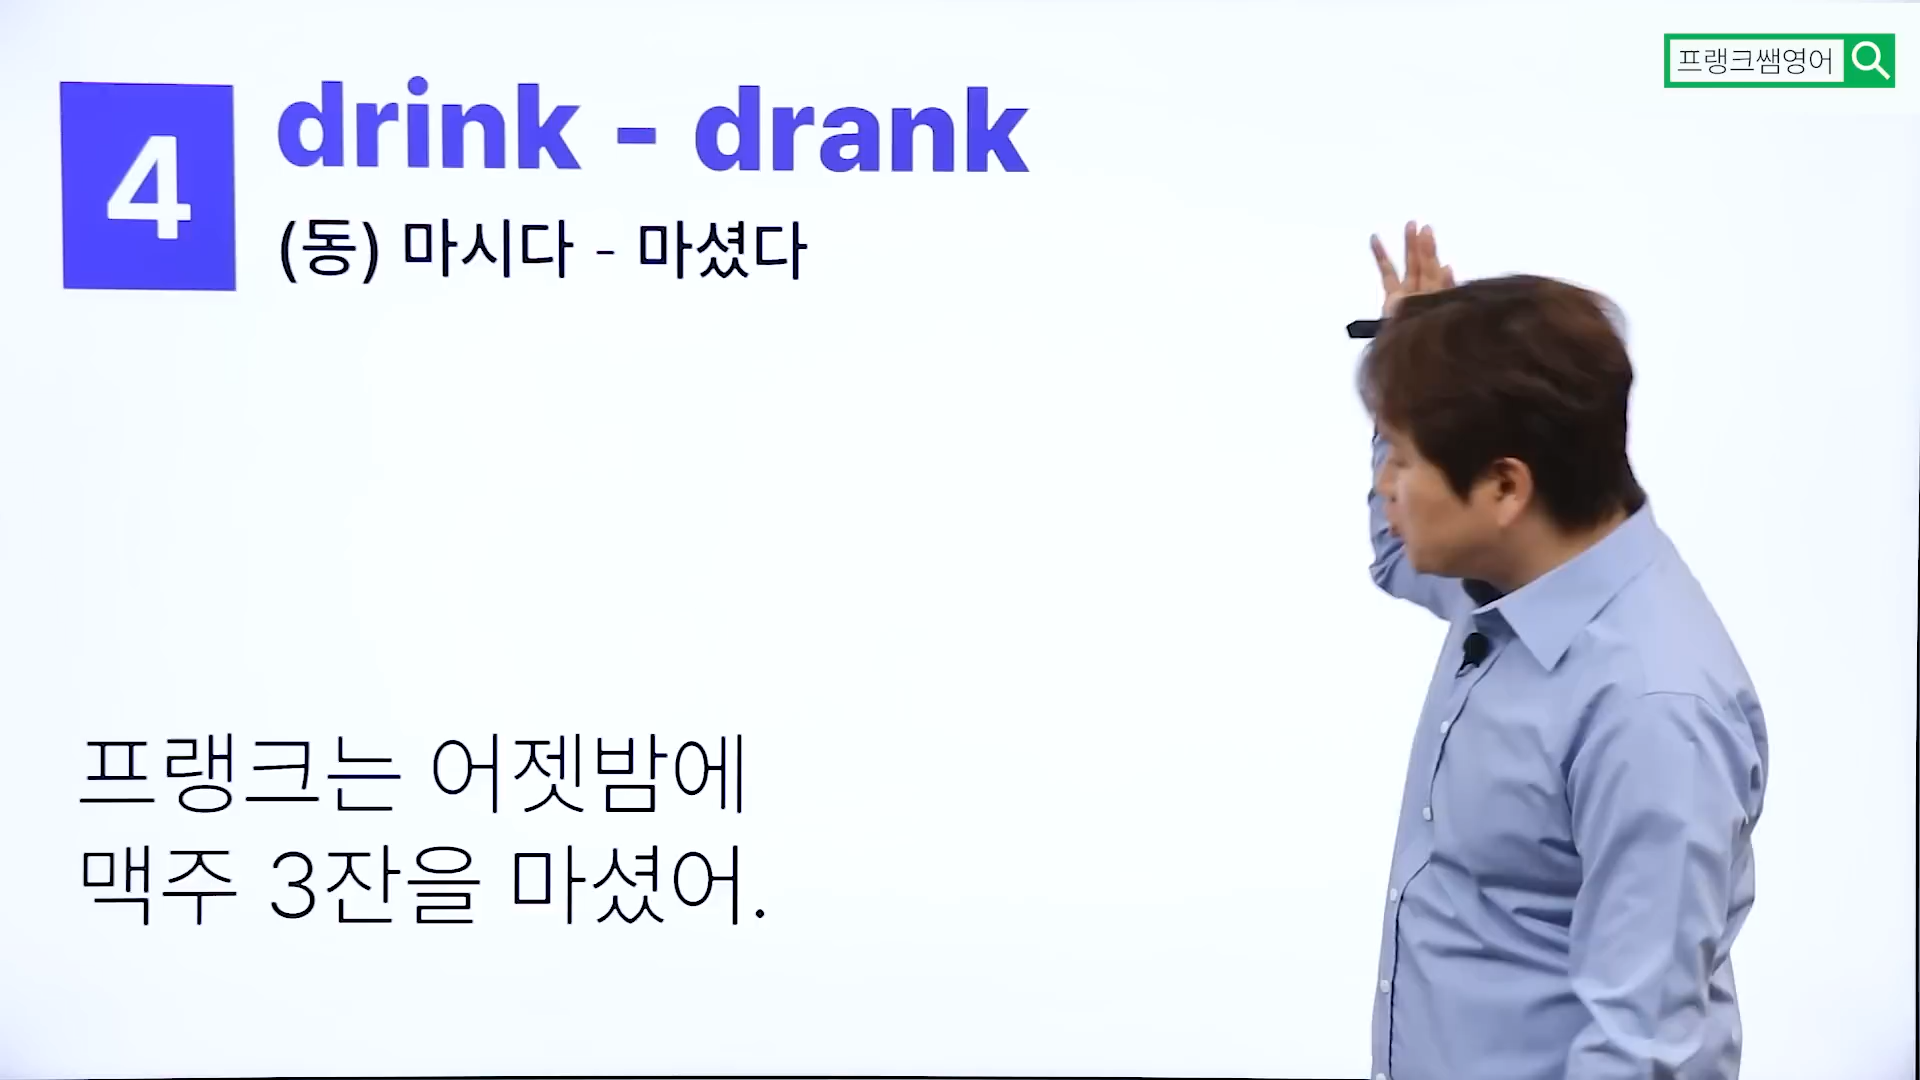 프랭크쌤영어
4
drink - drank
(동) 마시다 - 마셨다
프랭크는 어젯밤에
맥주 3잔을 마셨어.